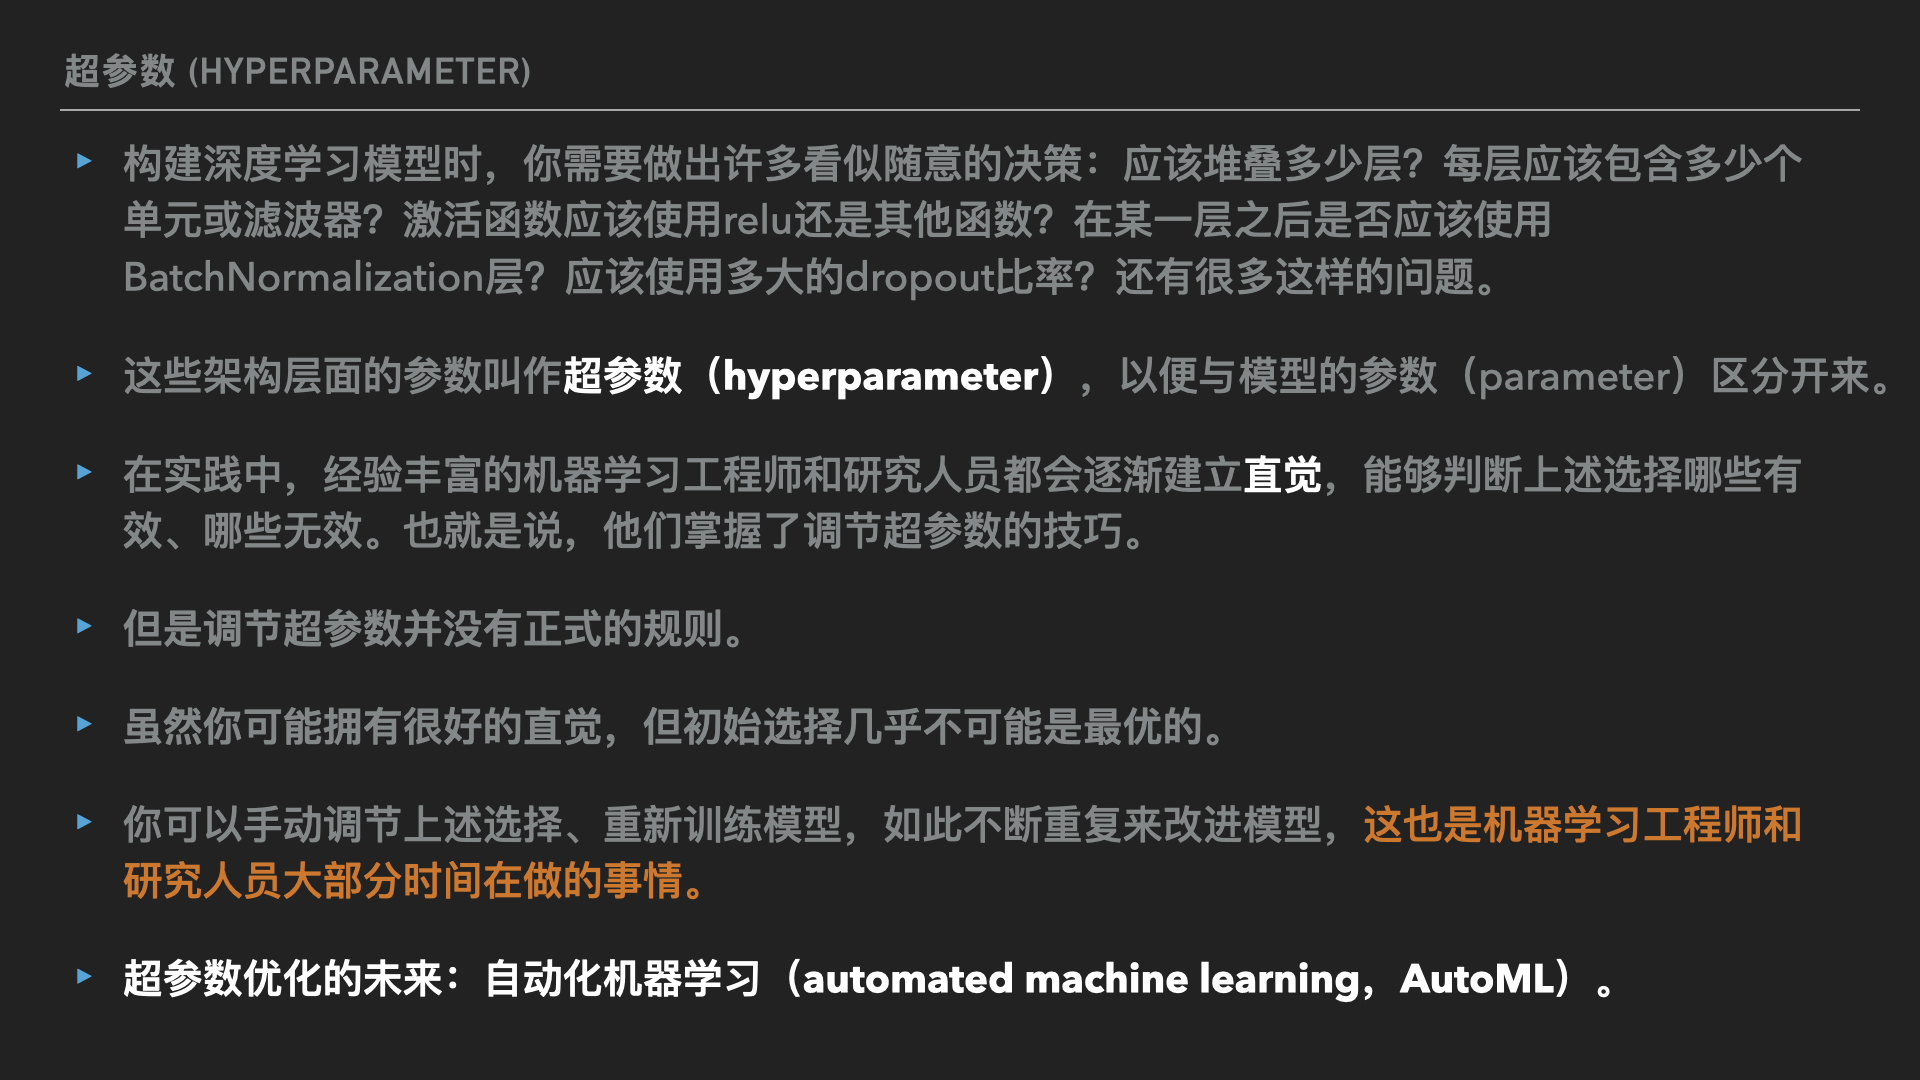 超参数 (HYPERPARAMETER)
▸ 构建深度学习模型时，你需要做出许多看似随意的决策：应该堆叠多少层？每层应该包含多少个
单元或滤波器？激活函数应该使用relu还是其他函数？在某一层之后是否应该使用
BatchNormalization层？应该使用多大的dropout比率？还有很多这样的问题。
▸ 这些架构层面的参数叫作超参数（hyperparameter），以便与模型的参数（parameter）区分开来。
▸ 在实践中，经验丰富的机器学习工程师和研究人员都会逐渐建立直觉，能够判断上述选择哪些有
效、哪些无效。也就是说，他们掌握了调节超参数的技巧。
▸ 但是调节超参数并没有正式的规则。
▸ 虽然你可能拥有很好的直觉，但初始选择几乎不可能是最优的。
▸ 你可以手动调节上述选择、重新训练模型，如此不断重复来改进模型，这也是机器学习工程师和
研究人员大部分时间在做的事情。
▸ 超参数优化的未来：自动化机器学习（automated machine learning，AutoML）。